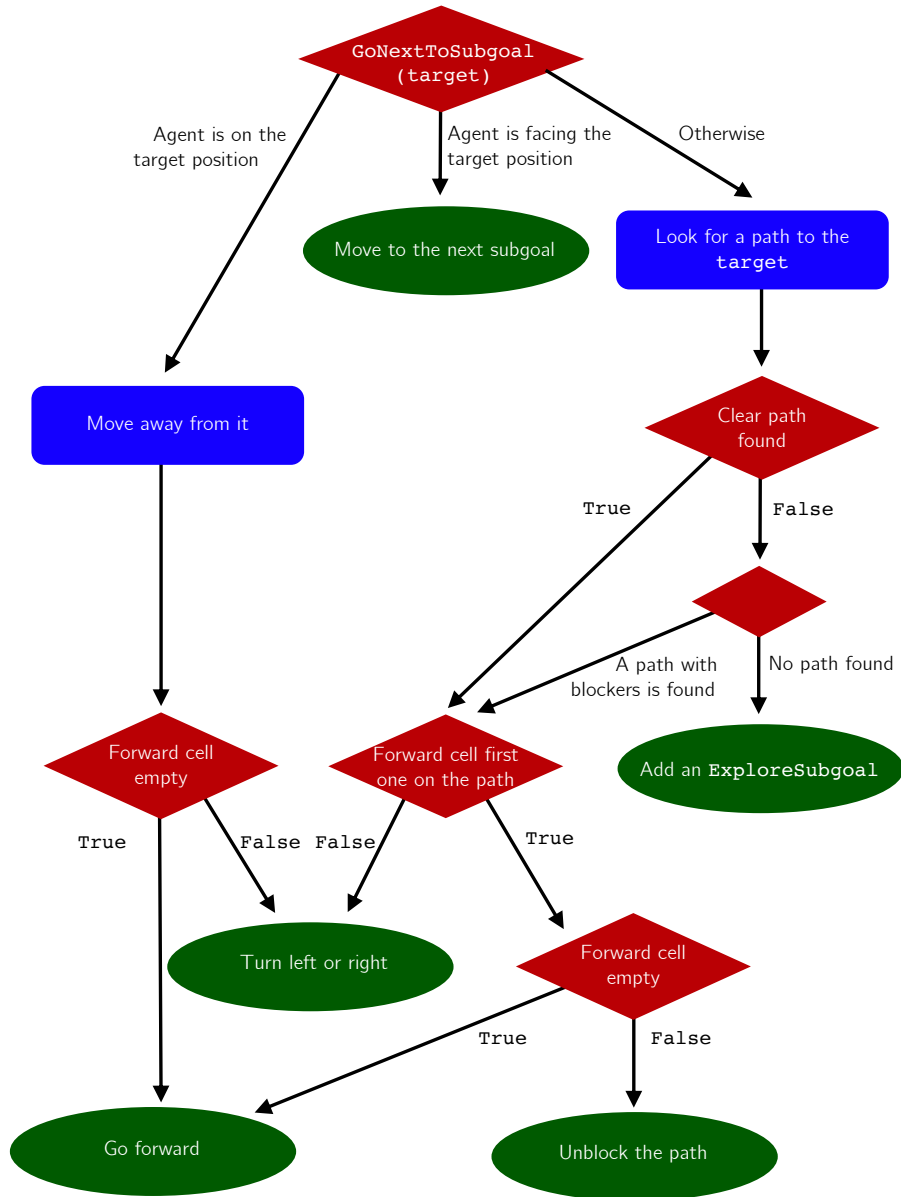 GoNextToSubgoal
(target)
Agent is on the
target position
Agent is facing the
target position
Otherwise
Move to the next subgoal
Look for a path to the
target
Move away from it
Clear path
found
True
False
A path with
blockers is found
No path found
Forward cell
empty
Forward cell first
one on the path
Add an ExploreSubgoal
True
False
False
True
Turn left or right
Forward cell
empty
True
False
Go forward
Unblock the path